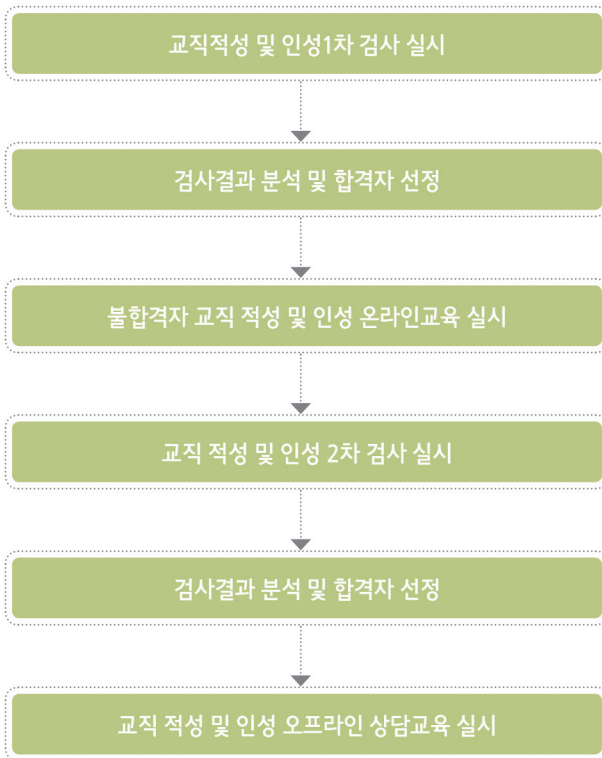 교직적성 및 인성1차 검사 실시
검사결과 분석 및 합격자 선정
불합격자 교직 적성 및 인성 온라인교육 실시
교직 적성 및 인성 2차 검사 실시
검사결과 분석 및 합격자 선정
교직 적성 및 인성 오프라인 상담교육 실시